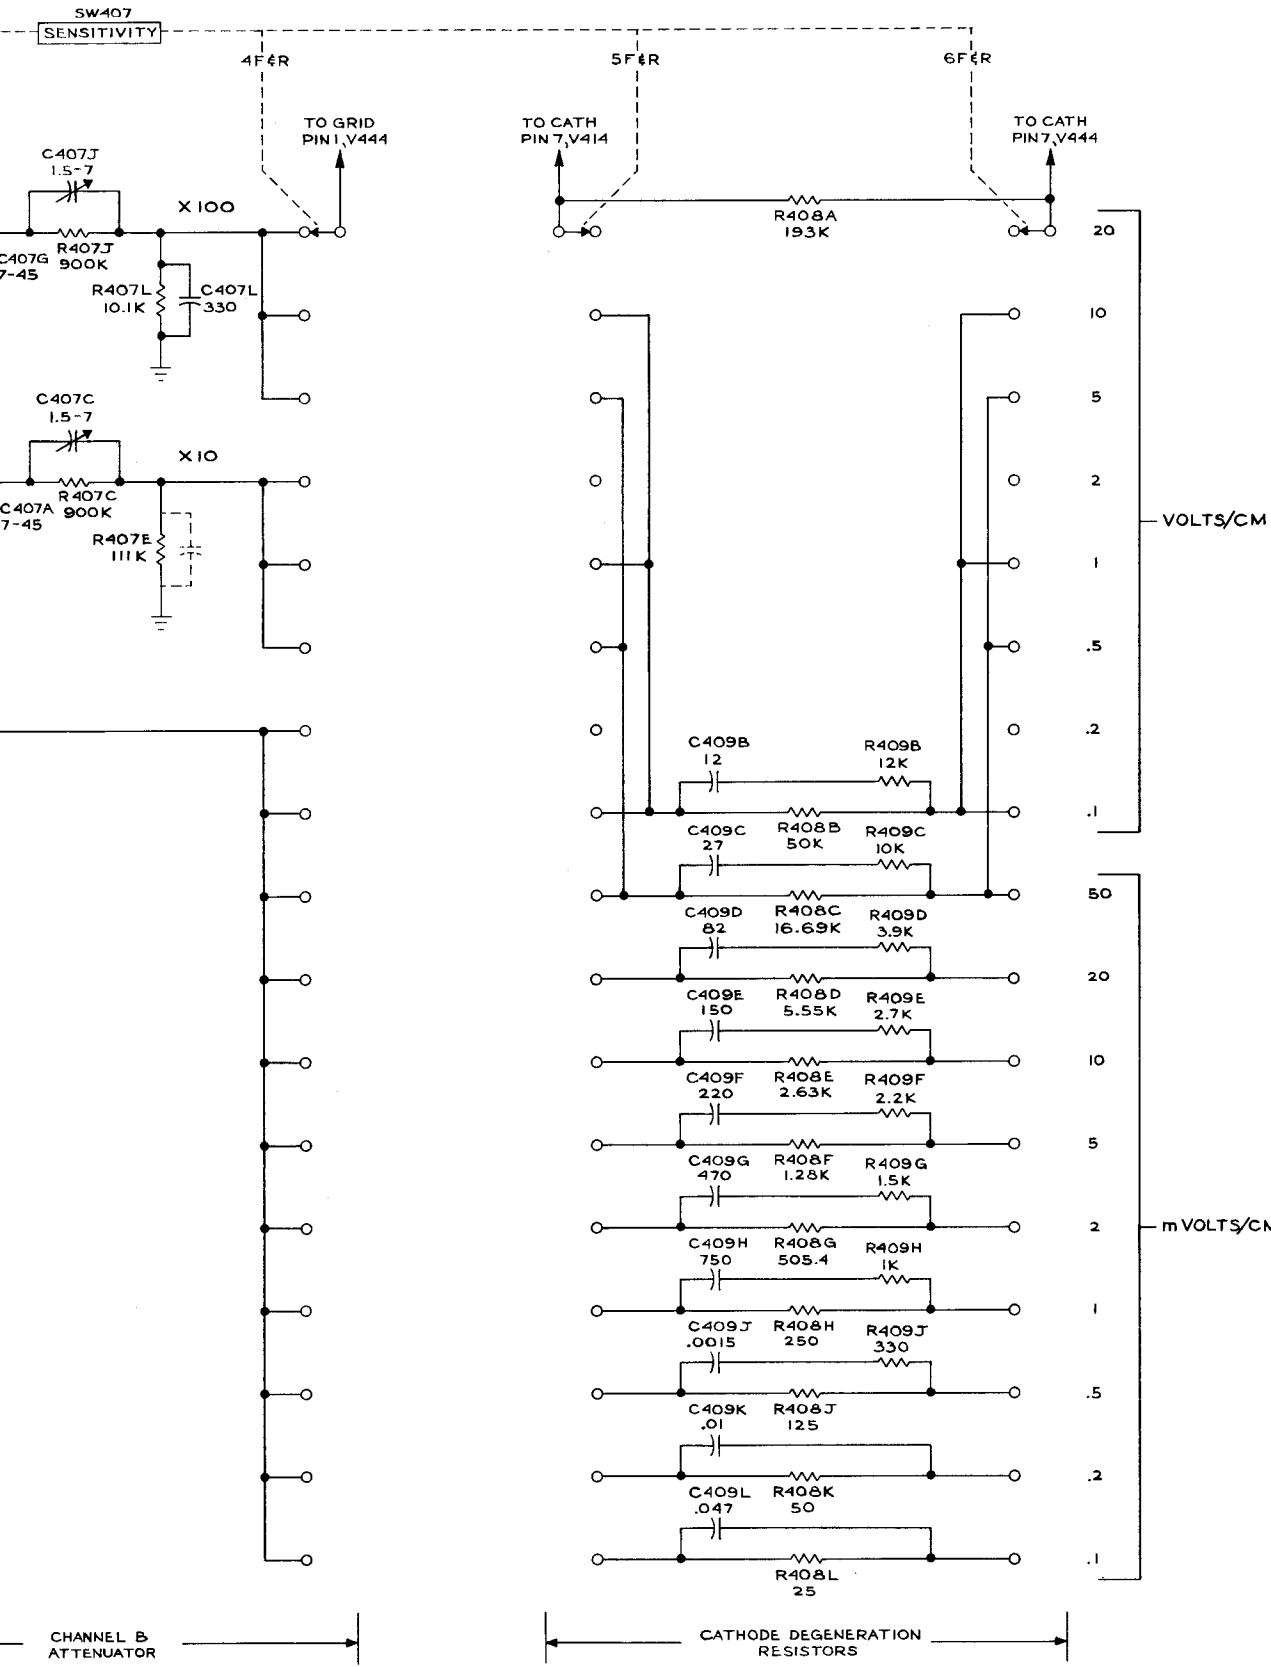 SW407
SENSITIVITY
4F&R
5F&R
6F&R
TO GRID
PIN 1, V444
TO CATH
PIN 7, V414
TO CATH
PIN 7, V444
C407J
1.5-7
X100
R408A
193K
20
C407G
7-45
R407J
900K
R407L
10.1K
C407L
330
10
C407C
1.5-7
5
X10
2
C407A
7-45
R407C
900K
VOLTS/CM
R407E
111K
1
.5
.2
C409B
12
R409B
12K
.1
C409C
27
R408B
50K
R409C
10K
50
C409D
82
R408C
16.69K
R409D
3.9K
20
C409E
150
R408D
5.55K
R409E
2.7K
10
C409F
220
R408E
2.63K
R409F
2.2K
5
C409G
470
R408F
1.28K
R409G
1.5K
2
m VOLTS/CM
C409H
750
R408G
505.4
R409H
1K
1
C409J
.0015
R408H
250
R409J
330
.5
C409K
.01
R408J
125
.2
C409L
.047
R408K
50
.1
R408L
25
CHANNEL B
ATTENUATOR
CATHODE DEGENERATION
RESISTORS